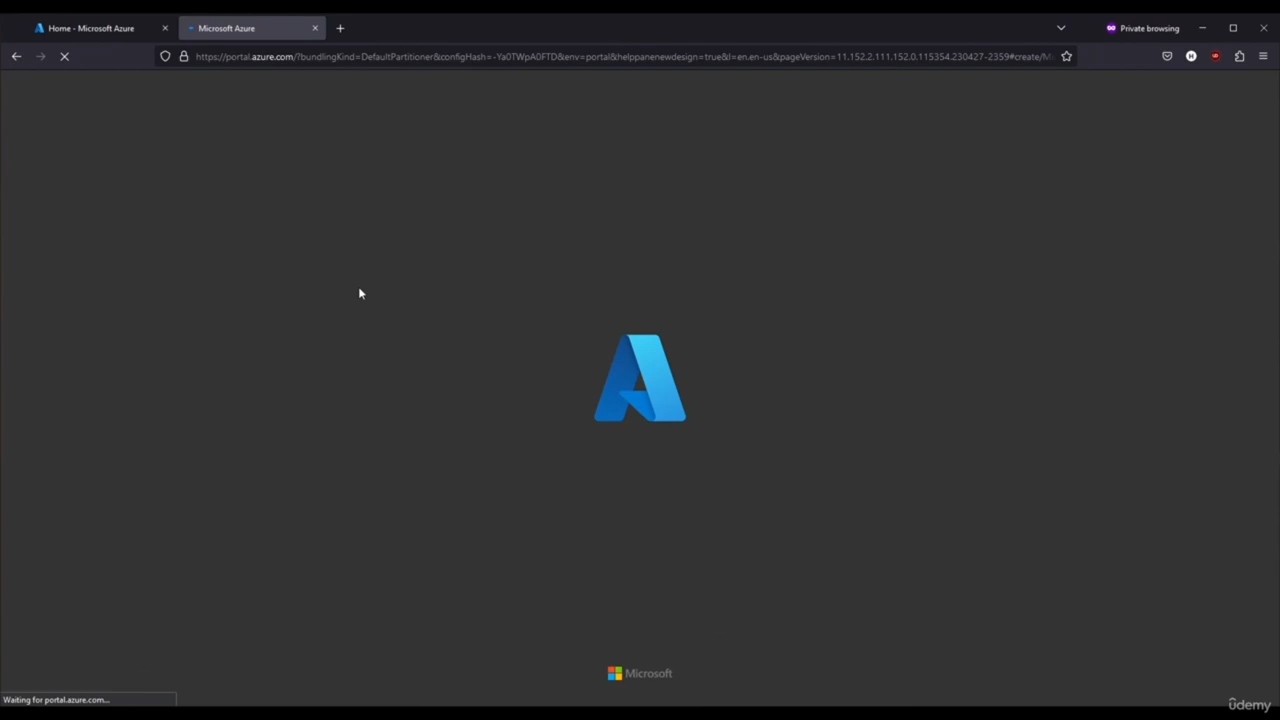 Home - Microsoft Azure
Microsoft Azure
Private browsing
https://portal.azure.com/?bundlingKind=DefaultPartitioner&configHash=-Ya0TWpA0FTD&env=portal&helppanenewdesign=true&l=en.en-us&pageVersion=11.152.2.111.152.0.115354.230427-2359#create/M
Microsoft
Waiting for portal.azure.com...
ûdemy